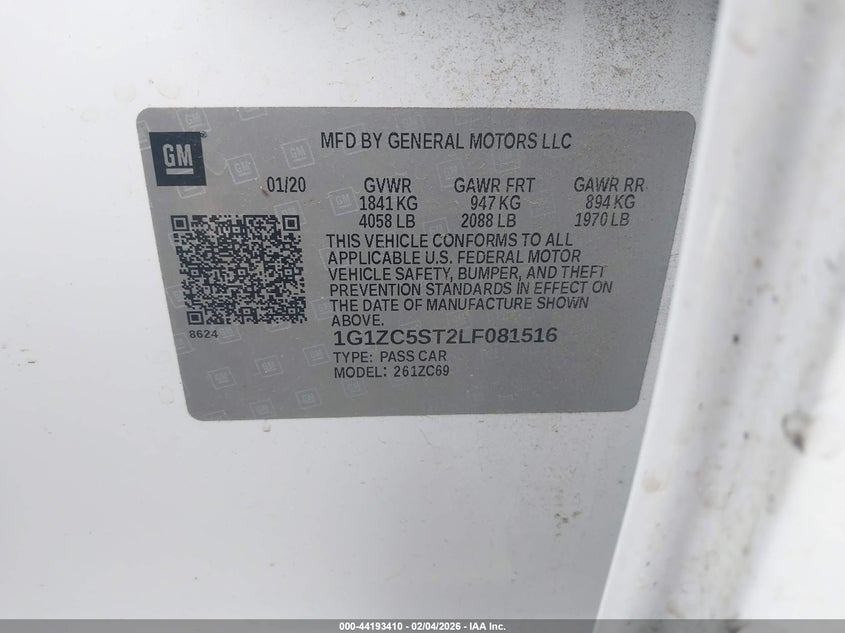 GM
MFD BY GENERAL MOTORS LLC
01/20 GVWR GAWR FRT GAWR RR
1841 KG 947 KG 894 KG
4058 LB 2088 LB 1970 LB
THIS VEHICLE CONFORMS TO ALL
APPLICABLE U.S. FEDERAL MOTOR
VEHICLE SAFETY, BUMPER, AND THEFT
PREVENTION STANDARDS IN EFFECT ON
THE DATE OF MANUFACTURE SHOWN
ABOVE.
8624
1G1ZC5ST2LF081516
TYPE: PASS CAR
MODEL: 261ZC69
000-44193410 - 02/04/2026 - IAA Inc.